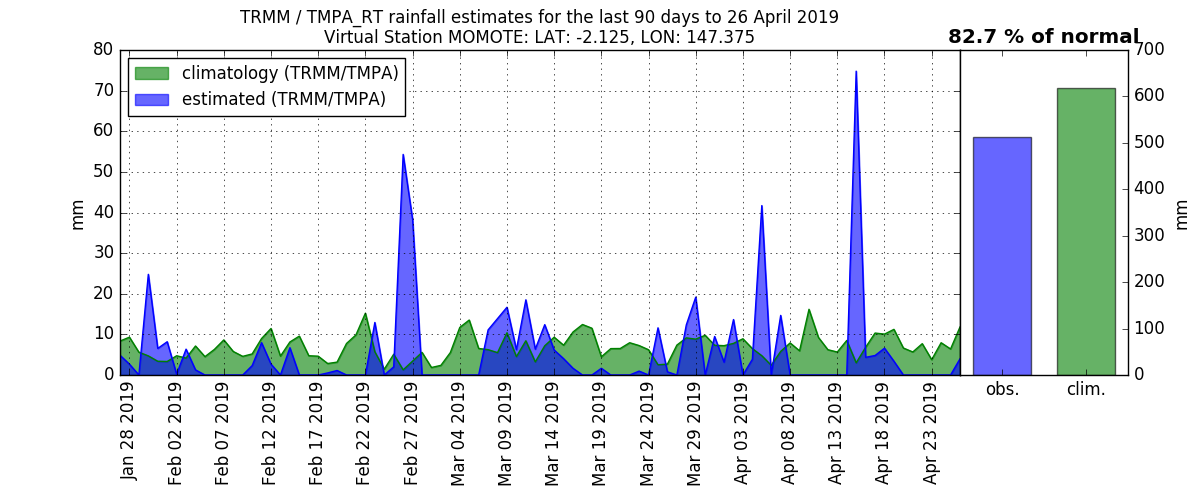 TRMM / TMPA_RT rainfall estimates for the last 90 days to 26 April 2019
Virtual Station MOMOTE: LAT: -2.125, LON: 147.375
82.7 % of normal
climatology (TRMM/TMPA)
estimated (TRMM/TMPA)
mm
80
70
60
50
40
30
20
10
0
Jan 28 2019
Feb 02 2019
Feb 07 2019
Feb 12 2019
Feb 17 2019
Feb 22 2019
Feb 27 2019
Mar 04 2019
Mar 09 2019
Mar 14 2019
Mar 19 2019
Mar 24 2019
Mar 29 2019
Apr 03 2019
Apr 08 2019
Apr 13 2019
Apr 18 2019
Apr 23 2019
obs.
clim.
700
600
500
400
300
200
100
0
mm